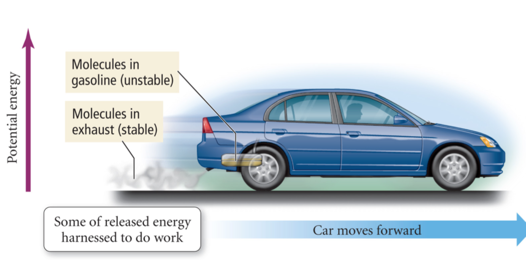 Molecules in
gasoline (unstable)
Molecules in
exhaust (stable)
Potential energy
Some of released energy
harnessed to do work
Car moves forward